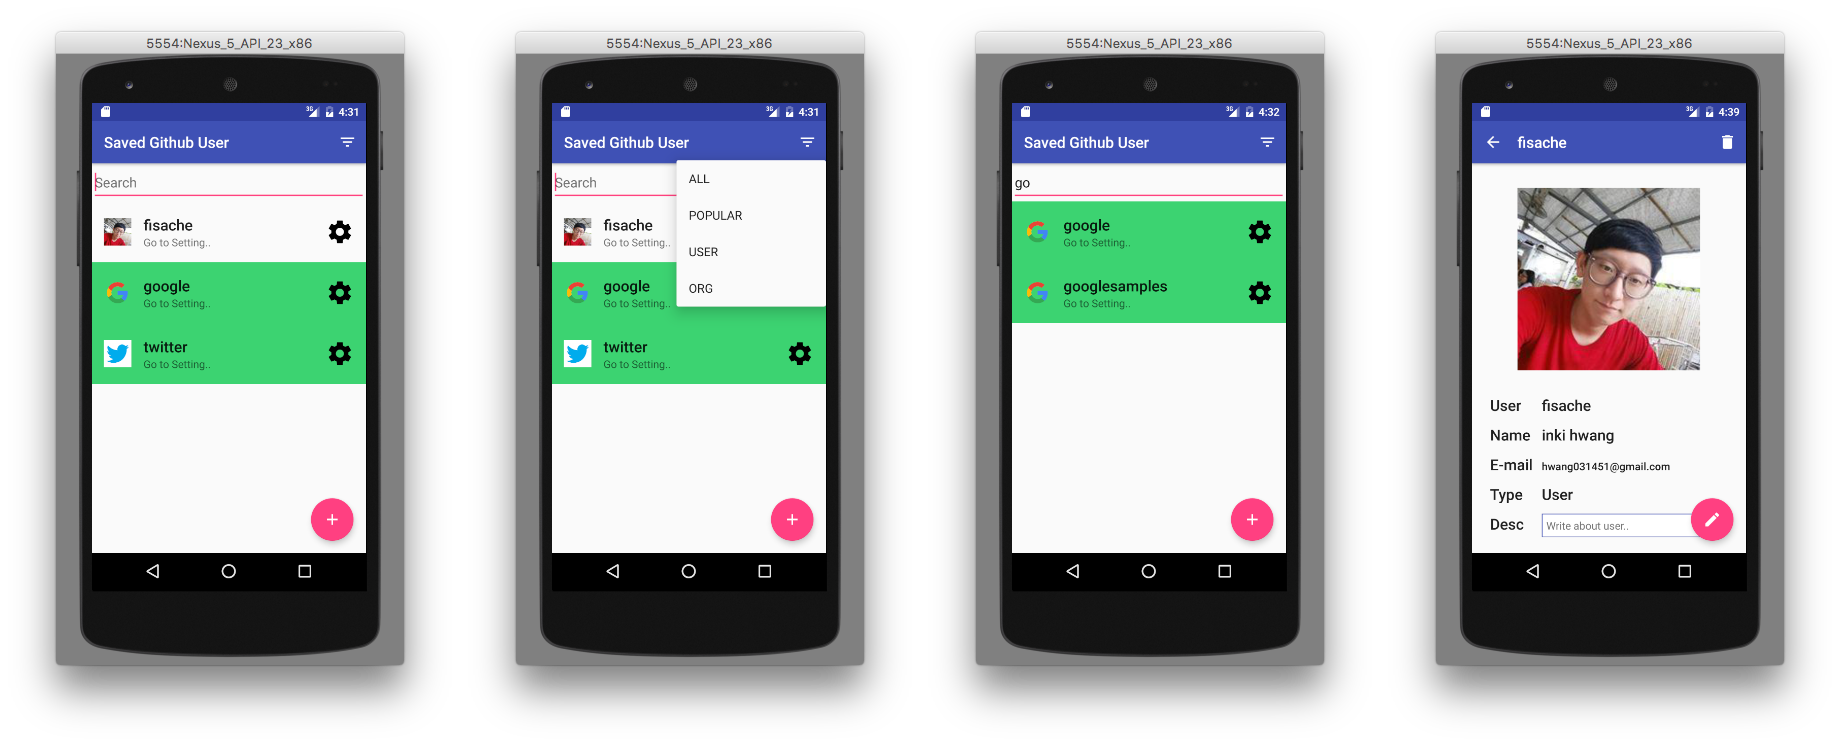 5554:Nexus_5_API_23_x86
3G 4:31
Saved Github User
Search
fisache
Go to Setting..
google
Go to Setting..
twitter
Go to Setting..
5554:Nexus_5_API_23_x86
3G 4:31
Saved Github User
Search
ALL
POPULAR
USER
ORG
fisache
Go to Setting..
google
Go to Setting..
twitter
Go to Setting..
5554:Nexus_5_API_23_x86
3G 4:32
Saved Github User
go
google
Go to Setting..
googlesamples
Go to Setting..
5554:Nexus_5_API_23_x86
3G 4:39
fisache
User fisache
Name inki hwang
E-mail hwang031451@gmail.com
Type User
Desc Write about user..